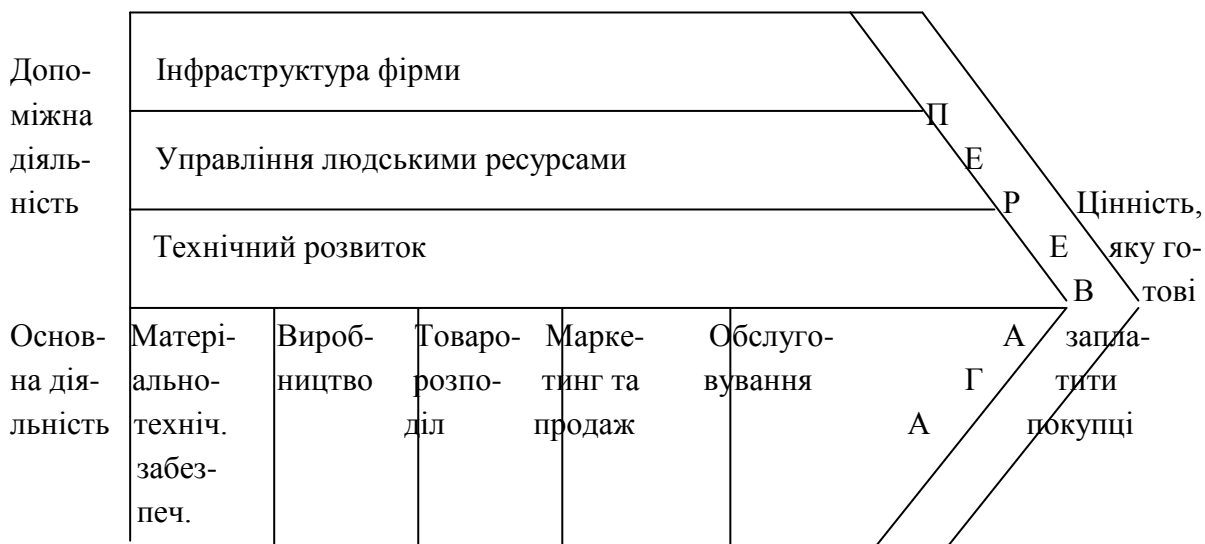 Допо-
міжна
діяль-
ність
Інфраструктура фірми
Управління людськими ресурсами
Технічний розвиток
П
Е
Р
Е
В
А
Г
А
Цінність,
яку го-
тові
запла-
тити
покупці
Основ-
на дія-
льність
Матері-
ально-
техніч.
забез-
печ.
Вироб-
ництво
Товаро-
розпо-
діл
Марке-
тинг та
продаж
Обслуго-
вування